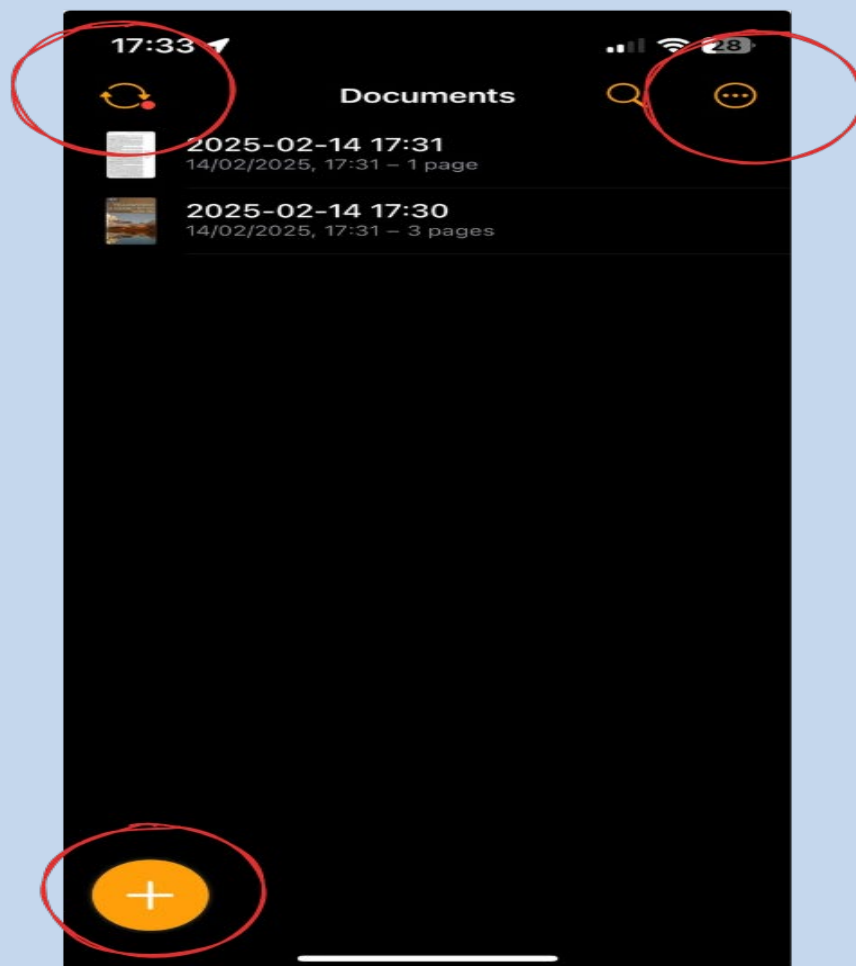 17:33
28
Documents
2025-02-14 17:31
14/02/2025, 17:31 – 1 page
2025-02-14 17:30
14/02/2025, 17:31 – 3 pages